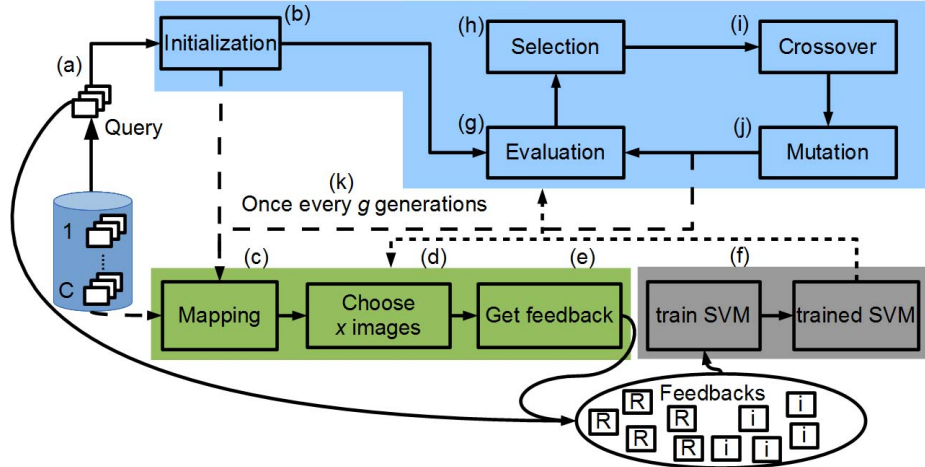 (a)
(b)
Initialization
(h)
Selection
(i)
Crossover
Query
(g)
Evaluation
(j)
Mutation
(k)
Once every g generations
1
C
(c)
(d)
(e)
(f)
Mapping
Choose
x images
Get feedback
train SVM
trained SVM
Feedbacks
R
R
R
i
i
R
R
i
i
i